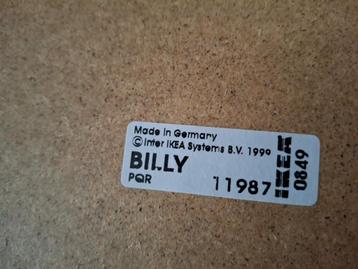 Made in Germany
© Inter IKEA Systems B.V. 1999
BILLY
PQR
11987
IKEA
0849